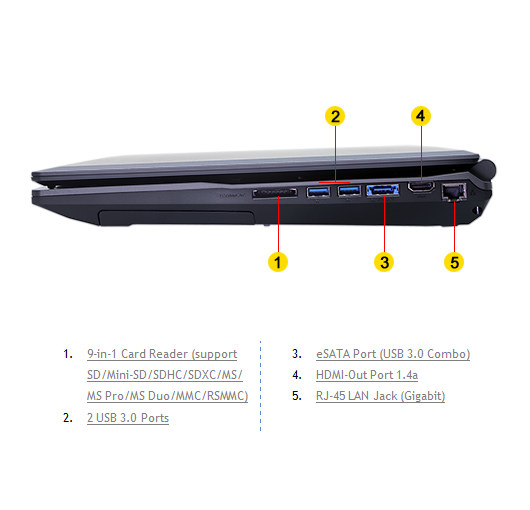 2
4
1
3
5
1. 9-in-1 Card Reader (support
SD/Mini-SD/SDHC/SDXC/MS/
MS Pro/MS Duo/MMC/RSMMC)
2. 2 USB 3.0 Ports
3. eSATA Port (USB 3.0 Combo)
4. HDMI-Out Port 1.4a
5. RJ-45 LAN Jack (Gigabit)